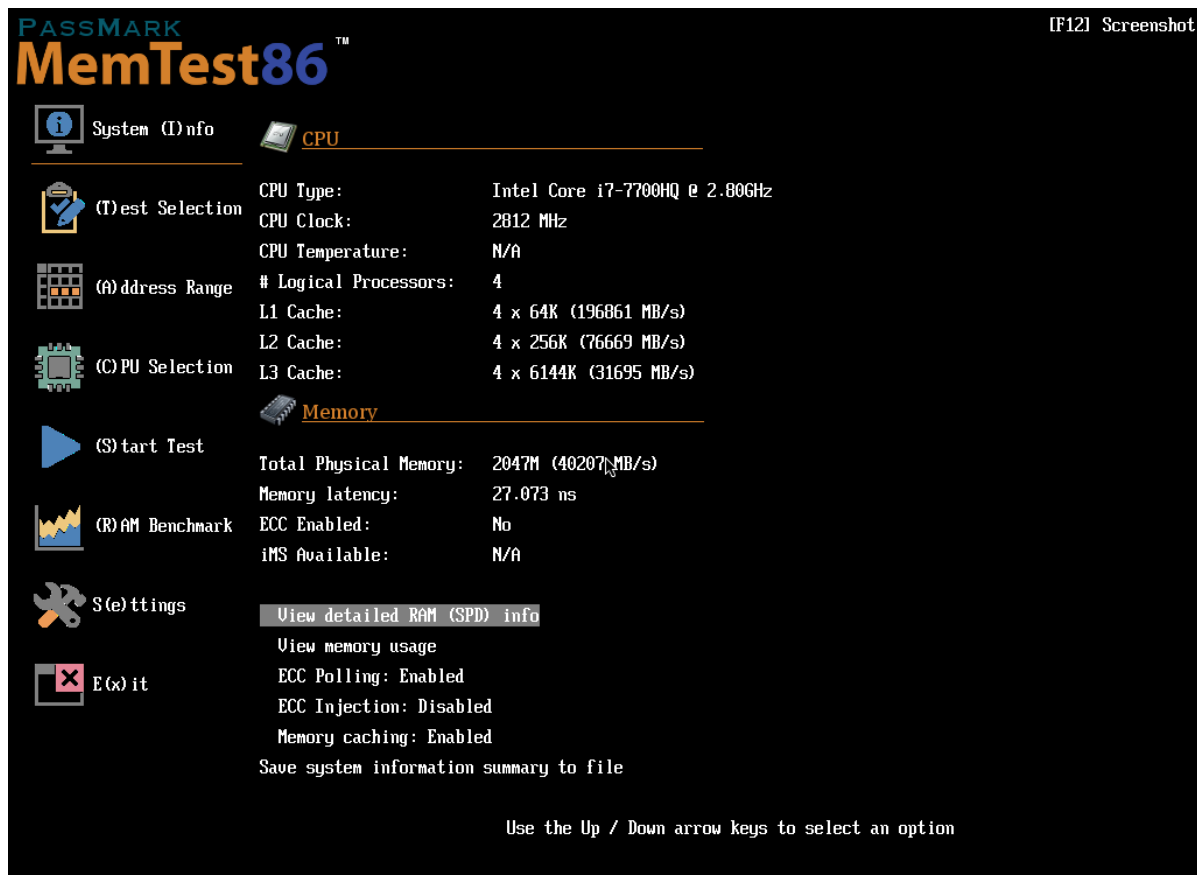 PASSMARK
MemTest86™
[F12] Screenshot
System (I)nfo
(T)est Selection
(A)ddress Range
(C)PU Selection
(S)tart Test
(R)AM Benchmark
S(e)ttings
E(x)it
CPU
CPU Type: Intel Core i7-7700HQ @ 2.80GHz
CPU Clock: 2812 MHz
CPU Temperature: N/A
# Logical Processors: 4
L1 Cache: 4 x 64K (196861 MB/s)
L2 Cache: 4 x 256K (76669 MB/s)
L3 Cache: 4 x 6144K (31695 MB/s)
Memory
Total Physical Memory: 2047M (40207 MB/s)
Memory latency: 27.073 ns
ECC Enabled: No
iMS Available: N/A
View detailed RAM (SPD) info
View memory usage
ECC Polling: Enabled
ECC Injection: Disabled
Memory caching: Enabled
Save system information summary to file
Use the Up / Down arrow keys to select an option